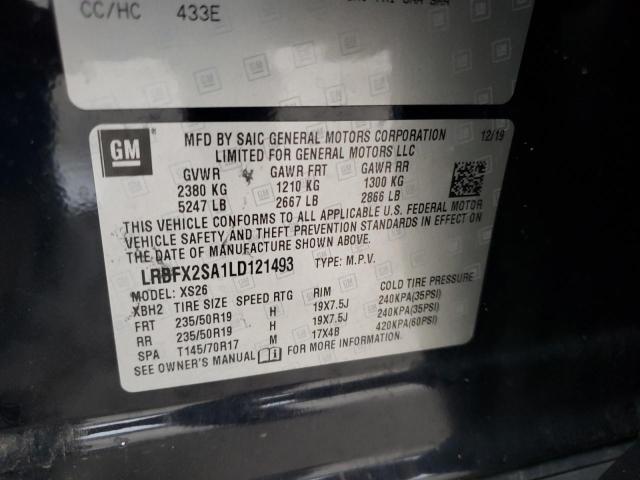 CC/HC 433E
GM
MFD BY SAIC GENERAL MOTORS CORPORATION 12/19
LIMITED FOR GENERAL MOTORS LLC
GVWR GAWR FRT GAWR RR
2380 KG 1210 KG 1300 KG
5247 LB 2667 LB 2866 LB
THIS VEHICLE CONFORMS TO ALL APPLICABLE U.S. FEDERAL MOTOR
VEHICLE SAFETY AND THEFT PREVENTION STANDARDS IN EFFECT ON
THE DATE OF MANUFACTURE SHOWN ABOVE.
LRBFX2SA1LD121493 TYPE: M.P.V.
MODEL: XS26
XBH2 TIRE SIZE SPEED RTG RIM COLD TIRE PRESSURE
FRT 235/50R19 H 19X7.5J 240KPA(35PSI)
RR 235/50R19 H 19X7.5J 240KPA(35PSI)
SPA T145/70R17 M 17X4B 420KPA(60PSI)
SEE OWNER'S MANUAL FOR ADDITIONAL INFORMATION.